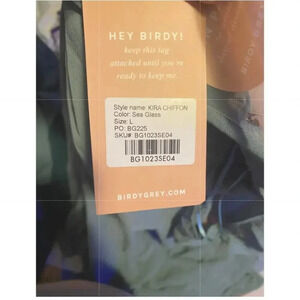 HEY BIRDY!
keep this tag
attached until you're
ready to keep me...
Style name: KIRA CHIFFON
Color: Sea Glass
Size: L
PO: BG225
SKU#: BG1023SE04
BG1023SE04
BIRDYGREY.COM